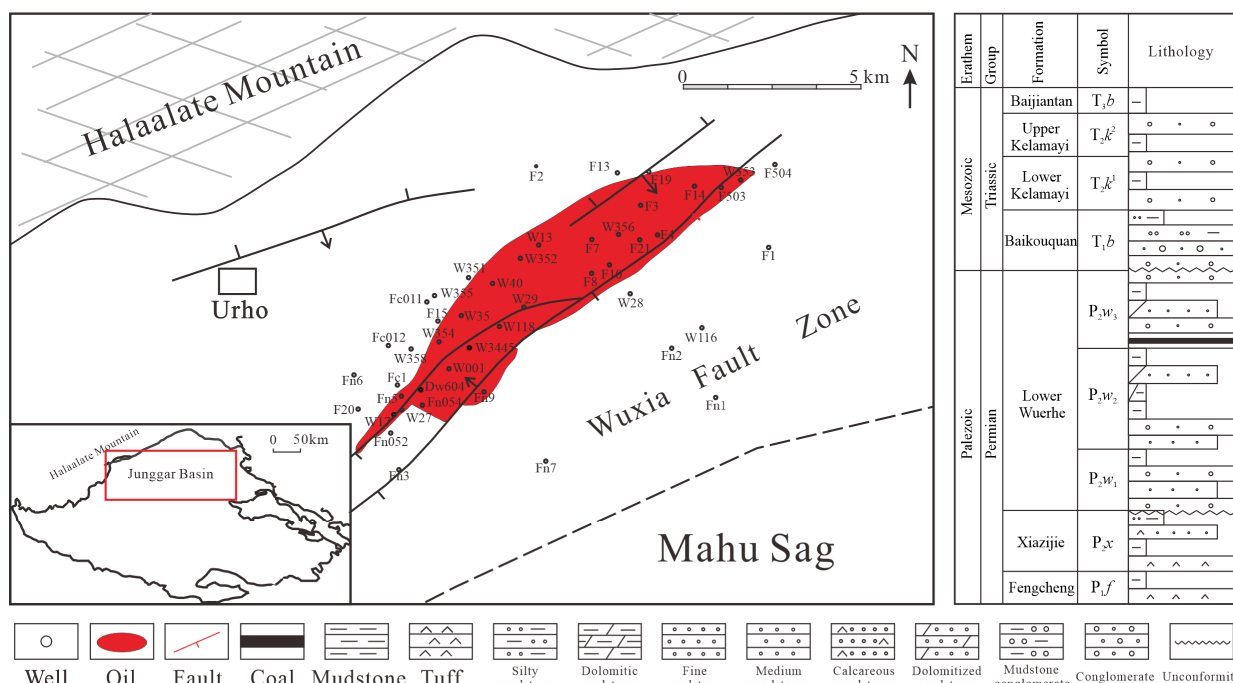 Halaalate Mountain
N
0 5 km
F2
F13
F19
W553
F504
F14
F503
F3
W356
F4
F7
F21
W13
W352
F1
F10
F8
W351
W40
W28
W355
Fc011
W29
F15
W35
W118
W116
Fc012
W354
W358
W3445
Fn2
W001
Fn6
Fc1
Dw604
Fn9
Fn5
Fn054
Fn1
F20
W27
Fn052
Fn3
Fn7
Urho
Wuxia Fault Zone
Mahu Sag
0 50km
Halaalate Mountain
Junggar Basin
Erathem Group Formation Symbol Lithology
Mesozoic
Triassic
Baijiantan T₃b
Upper Kelamayi T₂k²
Lower Kelamayi T₂k¹
Baikouquan T₁b
Palezoic
Permian
Lower Wuerhe
P₂w₃
P₂w₂
P₂w₁
Xiazijie P₂x
Fengcheng P₁f
Well Oil Fault Coal Mudstone Tuff Silty Dolomitic Fine Medium Calcareous Dolomitized Mudstone Conglomerate Unconformit